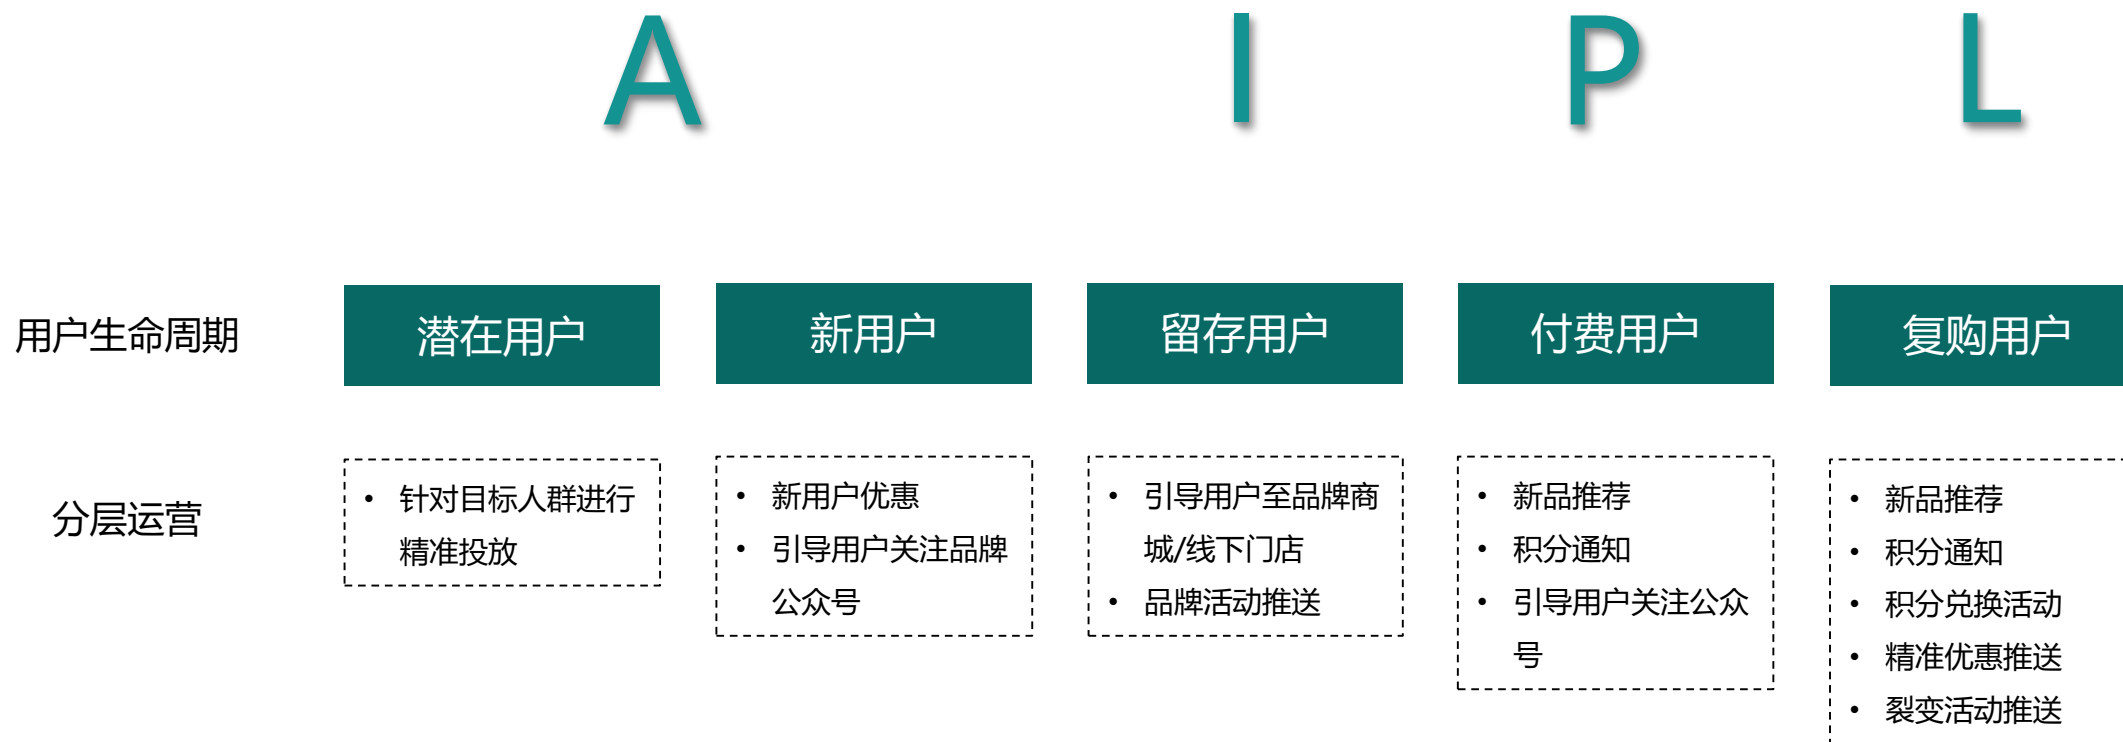 A
I
P
L
用户生命周期
潜在用户
新用户
留存用户
付费用户
复购用户
分层运营
• 针对目标人群进行
精准投放
• 新用户优惠
• 引导用户关注品牌
公众号
• 引导用户至品牌商
城/线下门店
• 品牌活动推送
• 新品推荐
• 积分通知
• 引导用户关注公众
号
• 新品推荐
• 积分通知
• 积分兑换活动
• 精准优惠推送
• 裂变活动推送